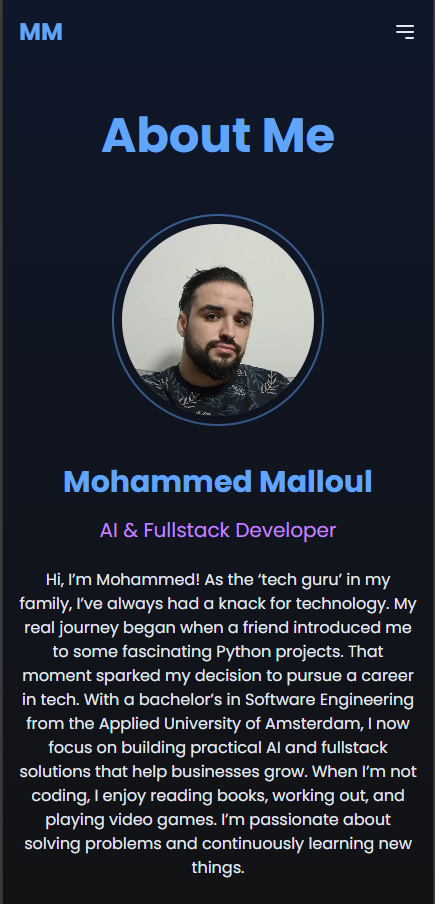 MM
About Me
Mohammed Malloul
AI & Fullstack Developer
Hi, I’m Mohammed! As the ‘tech guru’ in my
family, I’ve always had a knack for technology. My
real journey began when a friend introduced me
to some fascinating Python projects. That
moment sparked my decision to pursue a career
in tech. With a bachelor’s in Software Engineering
from the Applied University of Amsterdam, I now
focus on building practical AI and fullstack
solutions that help businesses grow. When I’m not
coding, I enjoy reading books, working out, and
playing video games. I’m passionate about
solving problems and continuously learning new
things.